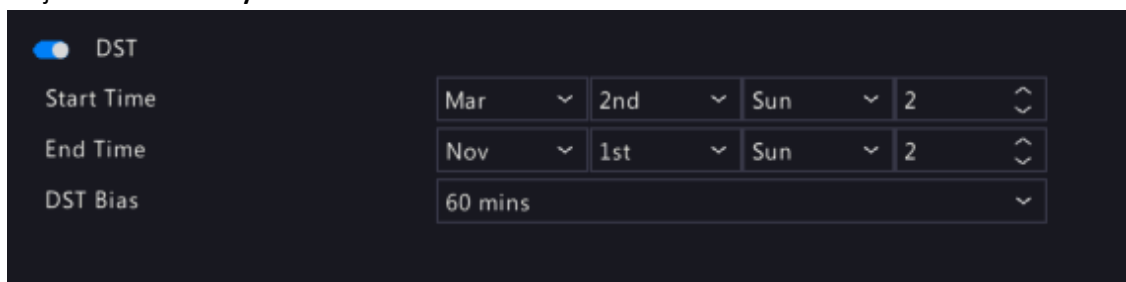 DST
Start Time Mar 2nd Sun 2
End Time Nov 1st Sun 2
DST Bias 60 mins